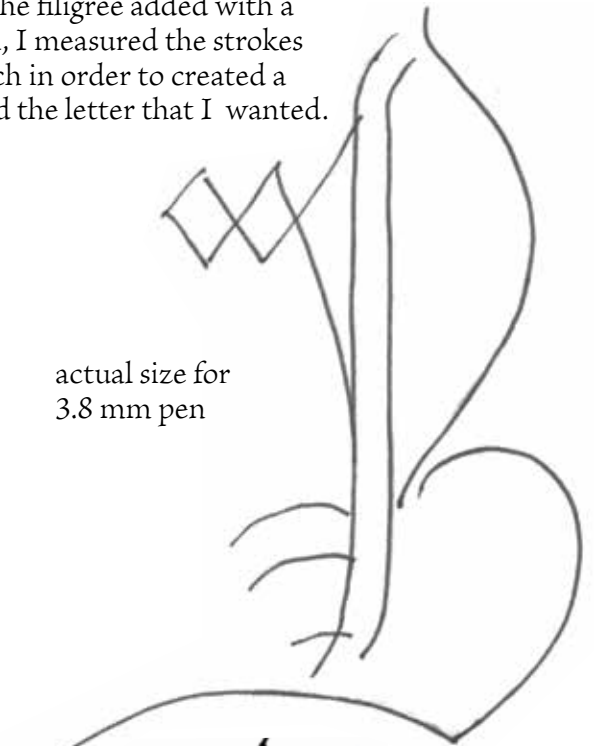 he filigree added with a
, I measured the strokes
ch in order to created a
d the letter that I wanted.
actual size for
3.8 mm pen